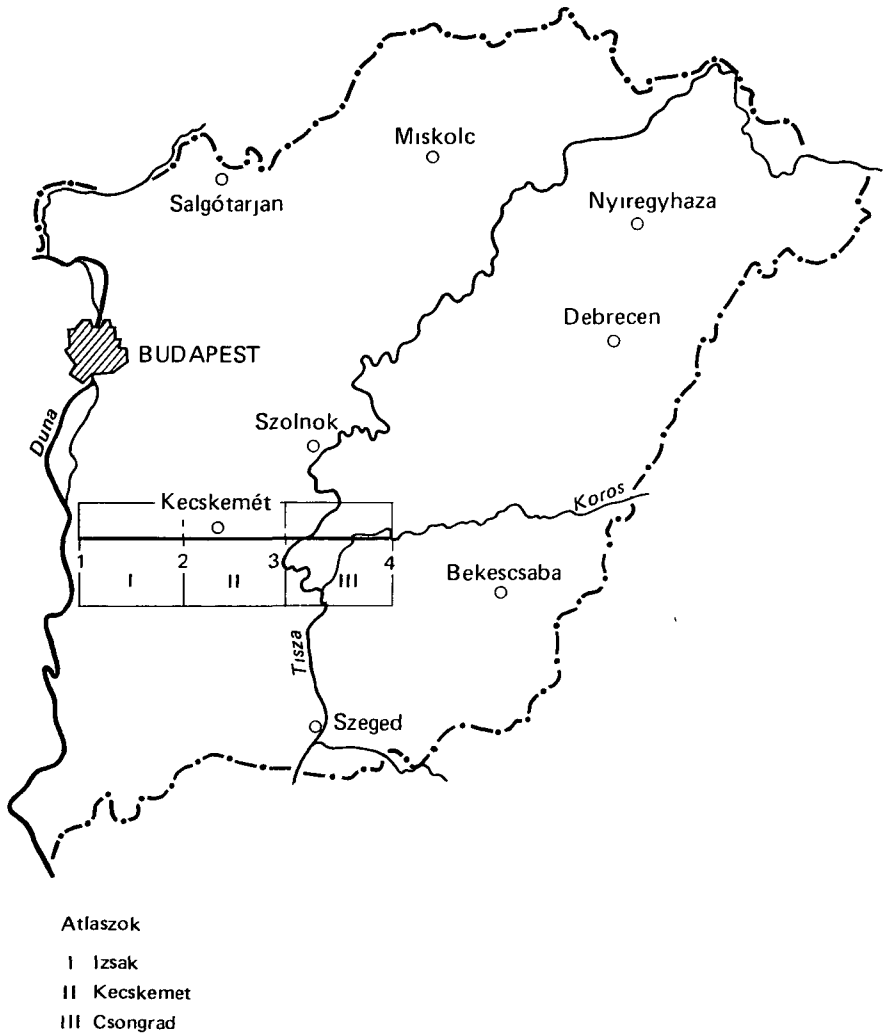 Miskolc
Salgótarjan
Nyiregyhaza
Debrecen
BUDAPEST
Duna
Szolnok
Kecskemét
Koros
1 2 3 4
I II III
Bekescsaba
Tisza
Szeged
Atlaszok
I Izsak
II Kecskemet
III Csongrad